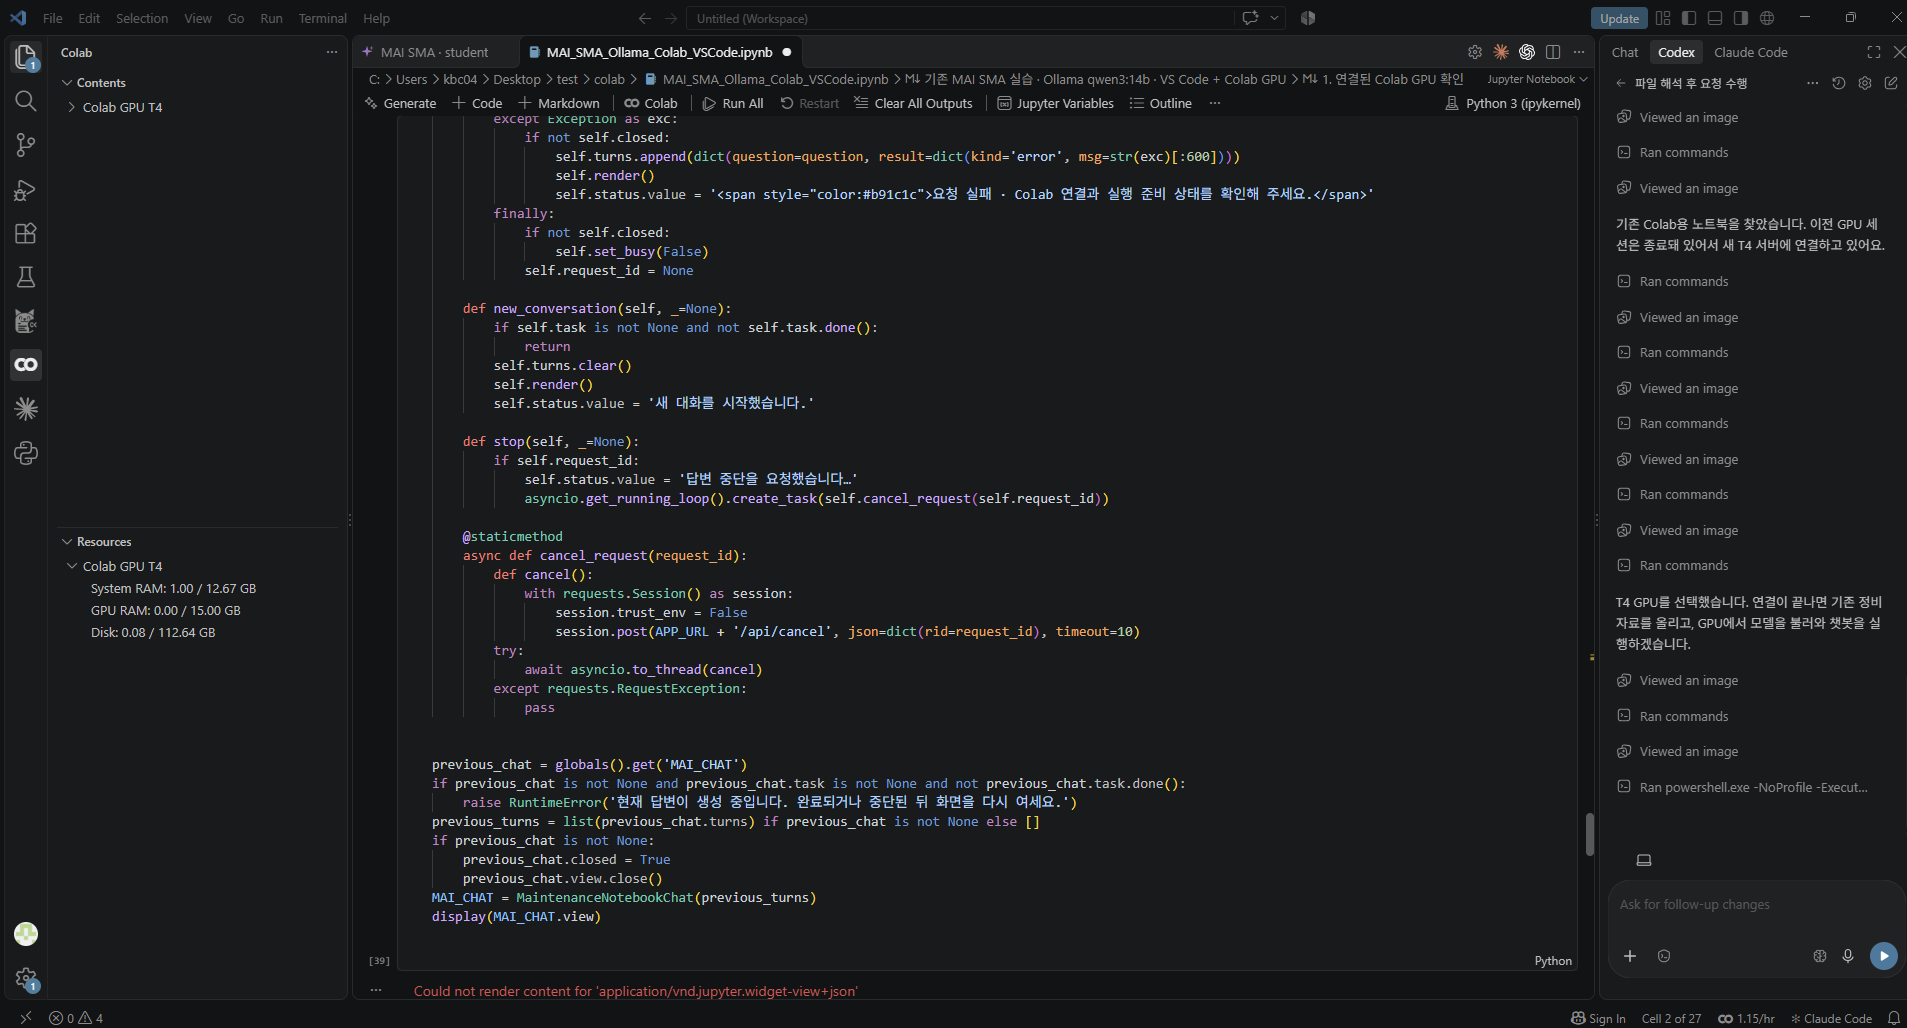 File Edit Selection View Go Run Terminal Help
Untitled (Workspace)
Update
Colab
Contents
Colab GPU T4
Resources
Colab GPU T4
System RAM: 1.00 / 12.67 GB
GPU RAM: 0.00 / 15.00 GB
Disk: 0.08 / 112.64 GB
MAI SMA · student
MAI_SMA_Ollama_Colab_VSCode.ipynb
C: > Users > kbc04 > Desktop > test > colab > MAI_SMA_Ollama_Colab_VSCode.ipynb > M↓ 기존 MAI SMA 실습 · Ollama qwen3:14b · VS Code + Colab GPU > M↓ 1. 연결된 Colab GPU 확인
Jupyter Notebook
Generate + Code + Markdown Colab Run All Restart Clear All Outputs Jupyter Variables Outline ...
Python 3 (ipykernel)
except Exception as exc:
if not self.closed:
self.turns.append(dict(question=question, result=dict(kind='error', msg=str(exc)[:600])))
self.render()
self.status.value = '<span style="color:#b91c1c">요청 실패 · Colab 연결과 실행 준비 상태를 확인해 주세요.</span>'
finally:
if not self.closed:
self.set_busy(False)
self.request_id = None
def new_conversation(self, _=None):
if self.task is not None and not self.task.done():
return
self.turns.clear()
self.render()
self.status.value = '새 대화를 시작했습니다.'
def stop(self, _=None):
if self.request_id:
self.status.value = '답변 중단을 요청했습니다…'
asyncio.get_running_loop().create_task(self.cancel_request(self.request_id))
@staticmethod
async def cancel_request(request_id):
def cancel():
with requests.Session() as session:
session.trust_env = False
session.post(APP_URL + '/api/cancel', json=dict(rid=request_id), timeout=10)
try:
await asyncio.to_thread(cancel)
except requests.RequestException:
pass
previous_chat = globals().get('MAI_CHAT')
if previous_chat is not None and previous_chat.task is not None and not previous_chat.task.done():
raise RuntimeError('현재 답변이 생성 중입니다. 완료되거나 중단된 뒤 화면을 다시 여세요.')
previous_turns = list(previous_chat.turns) if previous_chat is not None else []
if previous_chat is not None:
previous_chat.closed = True
previous_chat.view.close()
MAI_CHAT = MaintenanceNotebookChat(previous_turns)
display(MAI_CHAT.view)
[39]
Python
Could not render content for 'application/vnd.jupyter.widget-view+json'
Chat Codex Claude Code
파일 해석 후 요청 수행
Viewed an image
Ran commands
Viewed an image
기존 Colab용 노트북을 찾았습니다. 이전 GPU 세
션은 종료돼 있어서 새 T4 서버에 연결하고 있어요.
Ran commands
Viewed an image
Ran commands
Viewed an image
Ran commands
Viewed an image
Ran commands
Viewed an image
Ran commands
T4 GPU를 선택했습니다. 연결이 끝나면 기존 정비
자료를 올리고, GPU에서 모델을 불러와 챗봇을 실
행하겠습니다.
Viewed an image
Ran commands
Viewed an image
Ran powershell.exe -NoProfile -Execut...
Ask for follow-up changes
0 4
Sign In Cell 2 of 27 1.15/hr Claude Code